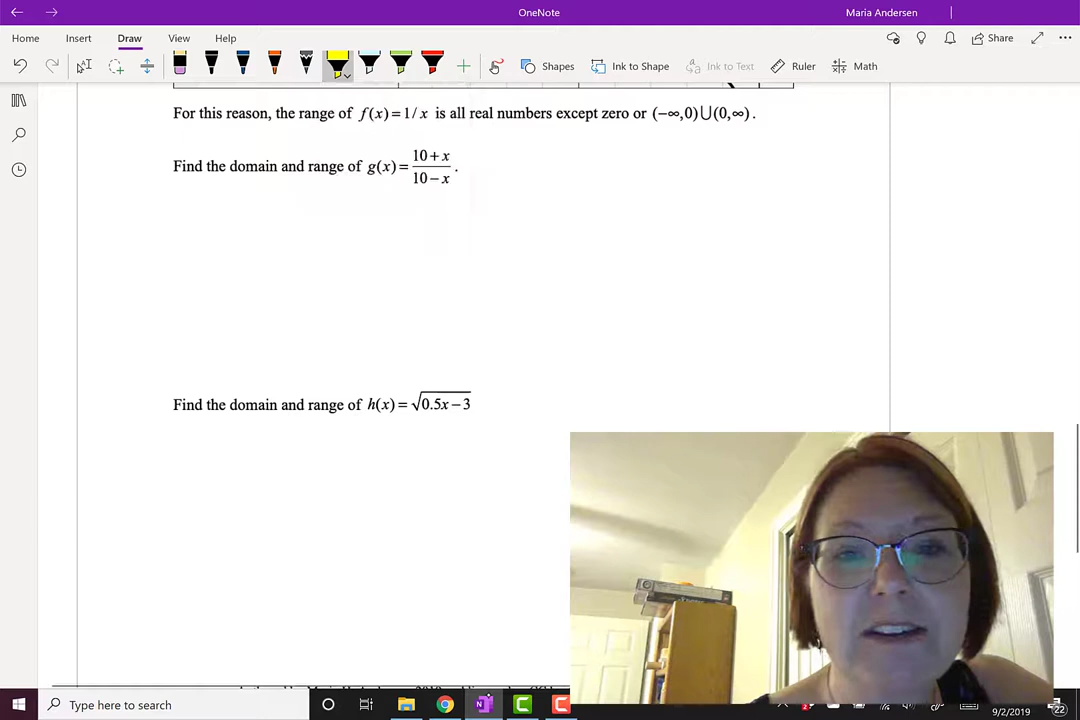 OneNote
Maria Andersen
Home Insert Draw View Help
Share
Shapes Ink to Shape Ink to Text Ruler Math
For this reason, the range of f(x)=1/x is all real numbers except zero or (−∞,0)⋃(0,∞).
Find the domain and range of g(x)=\frac{10+x}{10−x}.
Find the domain and range of h(x)=√(0.5x−3)
Type here to search
9/2/2019
22